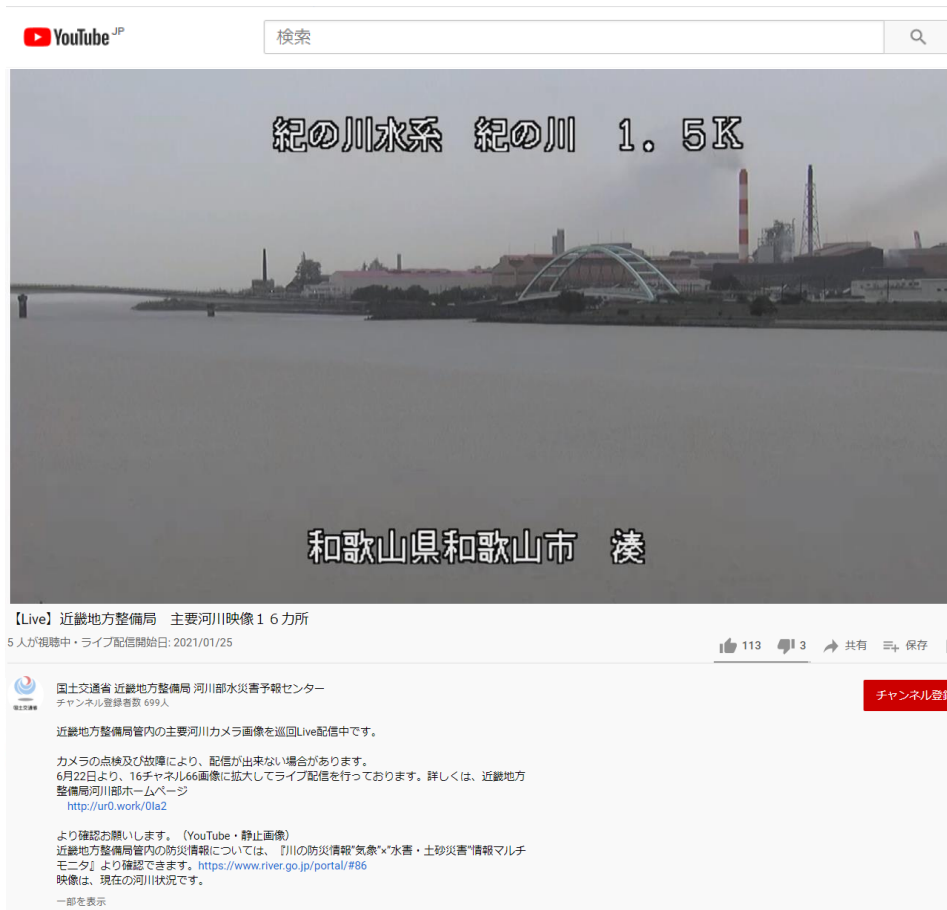 YouTube JP
検索
紀の川水系 紀の川 1.5K
和歌山県和歌山市 湊
【Live】近畿地方整備局 主要河川映像１６カ所
5 人が視聴中・ライブ配信開始日: 2021/01/25
113 3 共有 保存
国土交通省
国土交通省 近畿地方整備局 河川部水災害予報センター
チャンネル登録者数 699人
チャンネル登録
近畿地方整備局管内の主要河川カメラ画像を巡回Live配信中です。
カメラの点検及び故障により、配信が出来ない場合があります。
6月22日より、16チャネル66画像に拡大してライブ配信を行っております。詳しくは、近畿地方
整備局河川部ホームページ
http://ur0.work/0Ia2
より確認お願いします。（YouTube・静止画像）
近畿地方整備局管内の防災情報については、『川の防災情報"気象"×"水害・土砂災害"情報マルチ
モニタ』より確認できます。https://www.river.go.jp/portal/#86
映像は、現在の河川状況です。
一部を表示